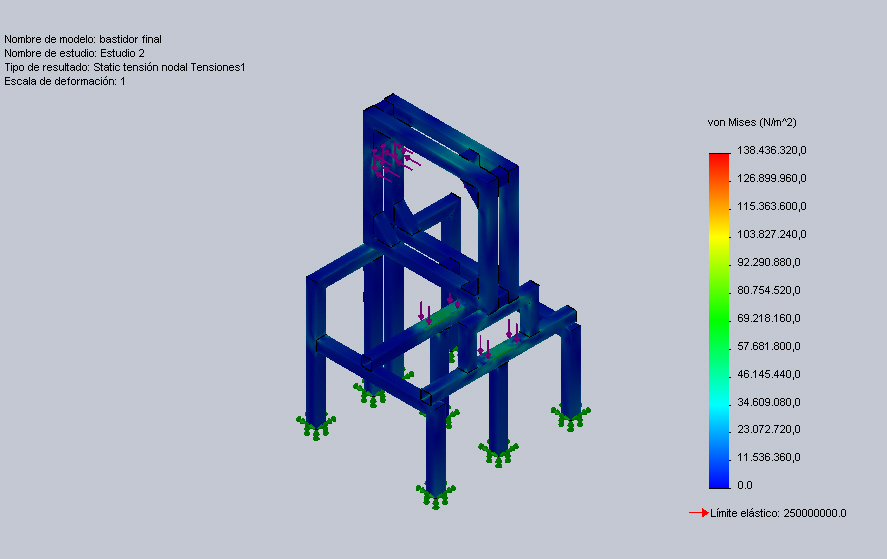 Nombre de modelo: bastidor final
Nombre de estudio: Estudio 2
Tipo de resultado: Static tensión nodal Tensiones1
Escala de deformación: 1
von Mises (N/m^2)
138.436.320,0
126.899.960,0
115.363.600,0
103.827.240,0
92.290.880,0
80.754.520,0
69.218.160,0
57.681.800,0
46.145.440,0
34.609.080,0
23.072.720,0
11.536.360,0
0.0
Límite elástico: 250000000.0